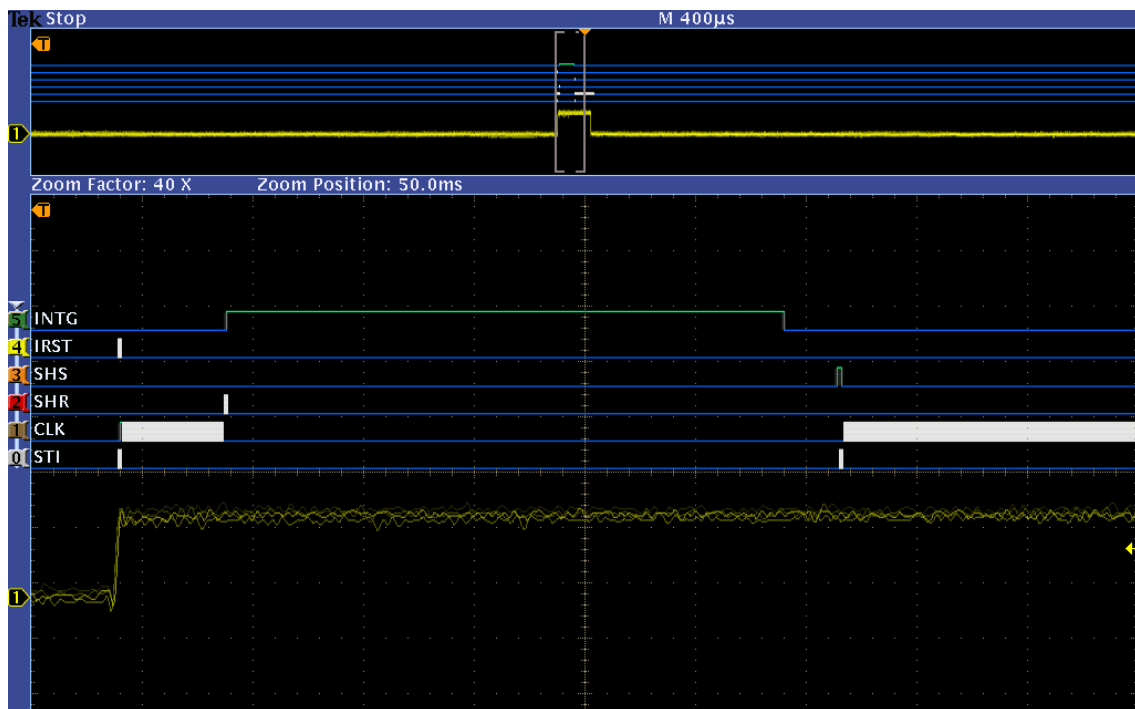 Tek Stop M 400µs
T
1
Zoom Factor: 40 X Zoom Position: 50.0ms
T
5 INTG
4 IRST
3 SHS
2 SHR
1 CLK
0 STI
1